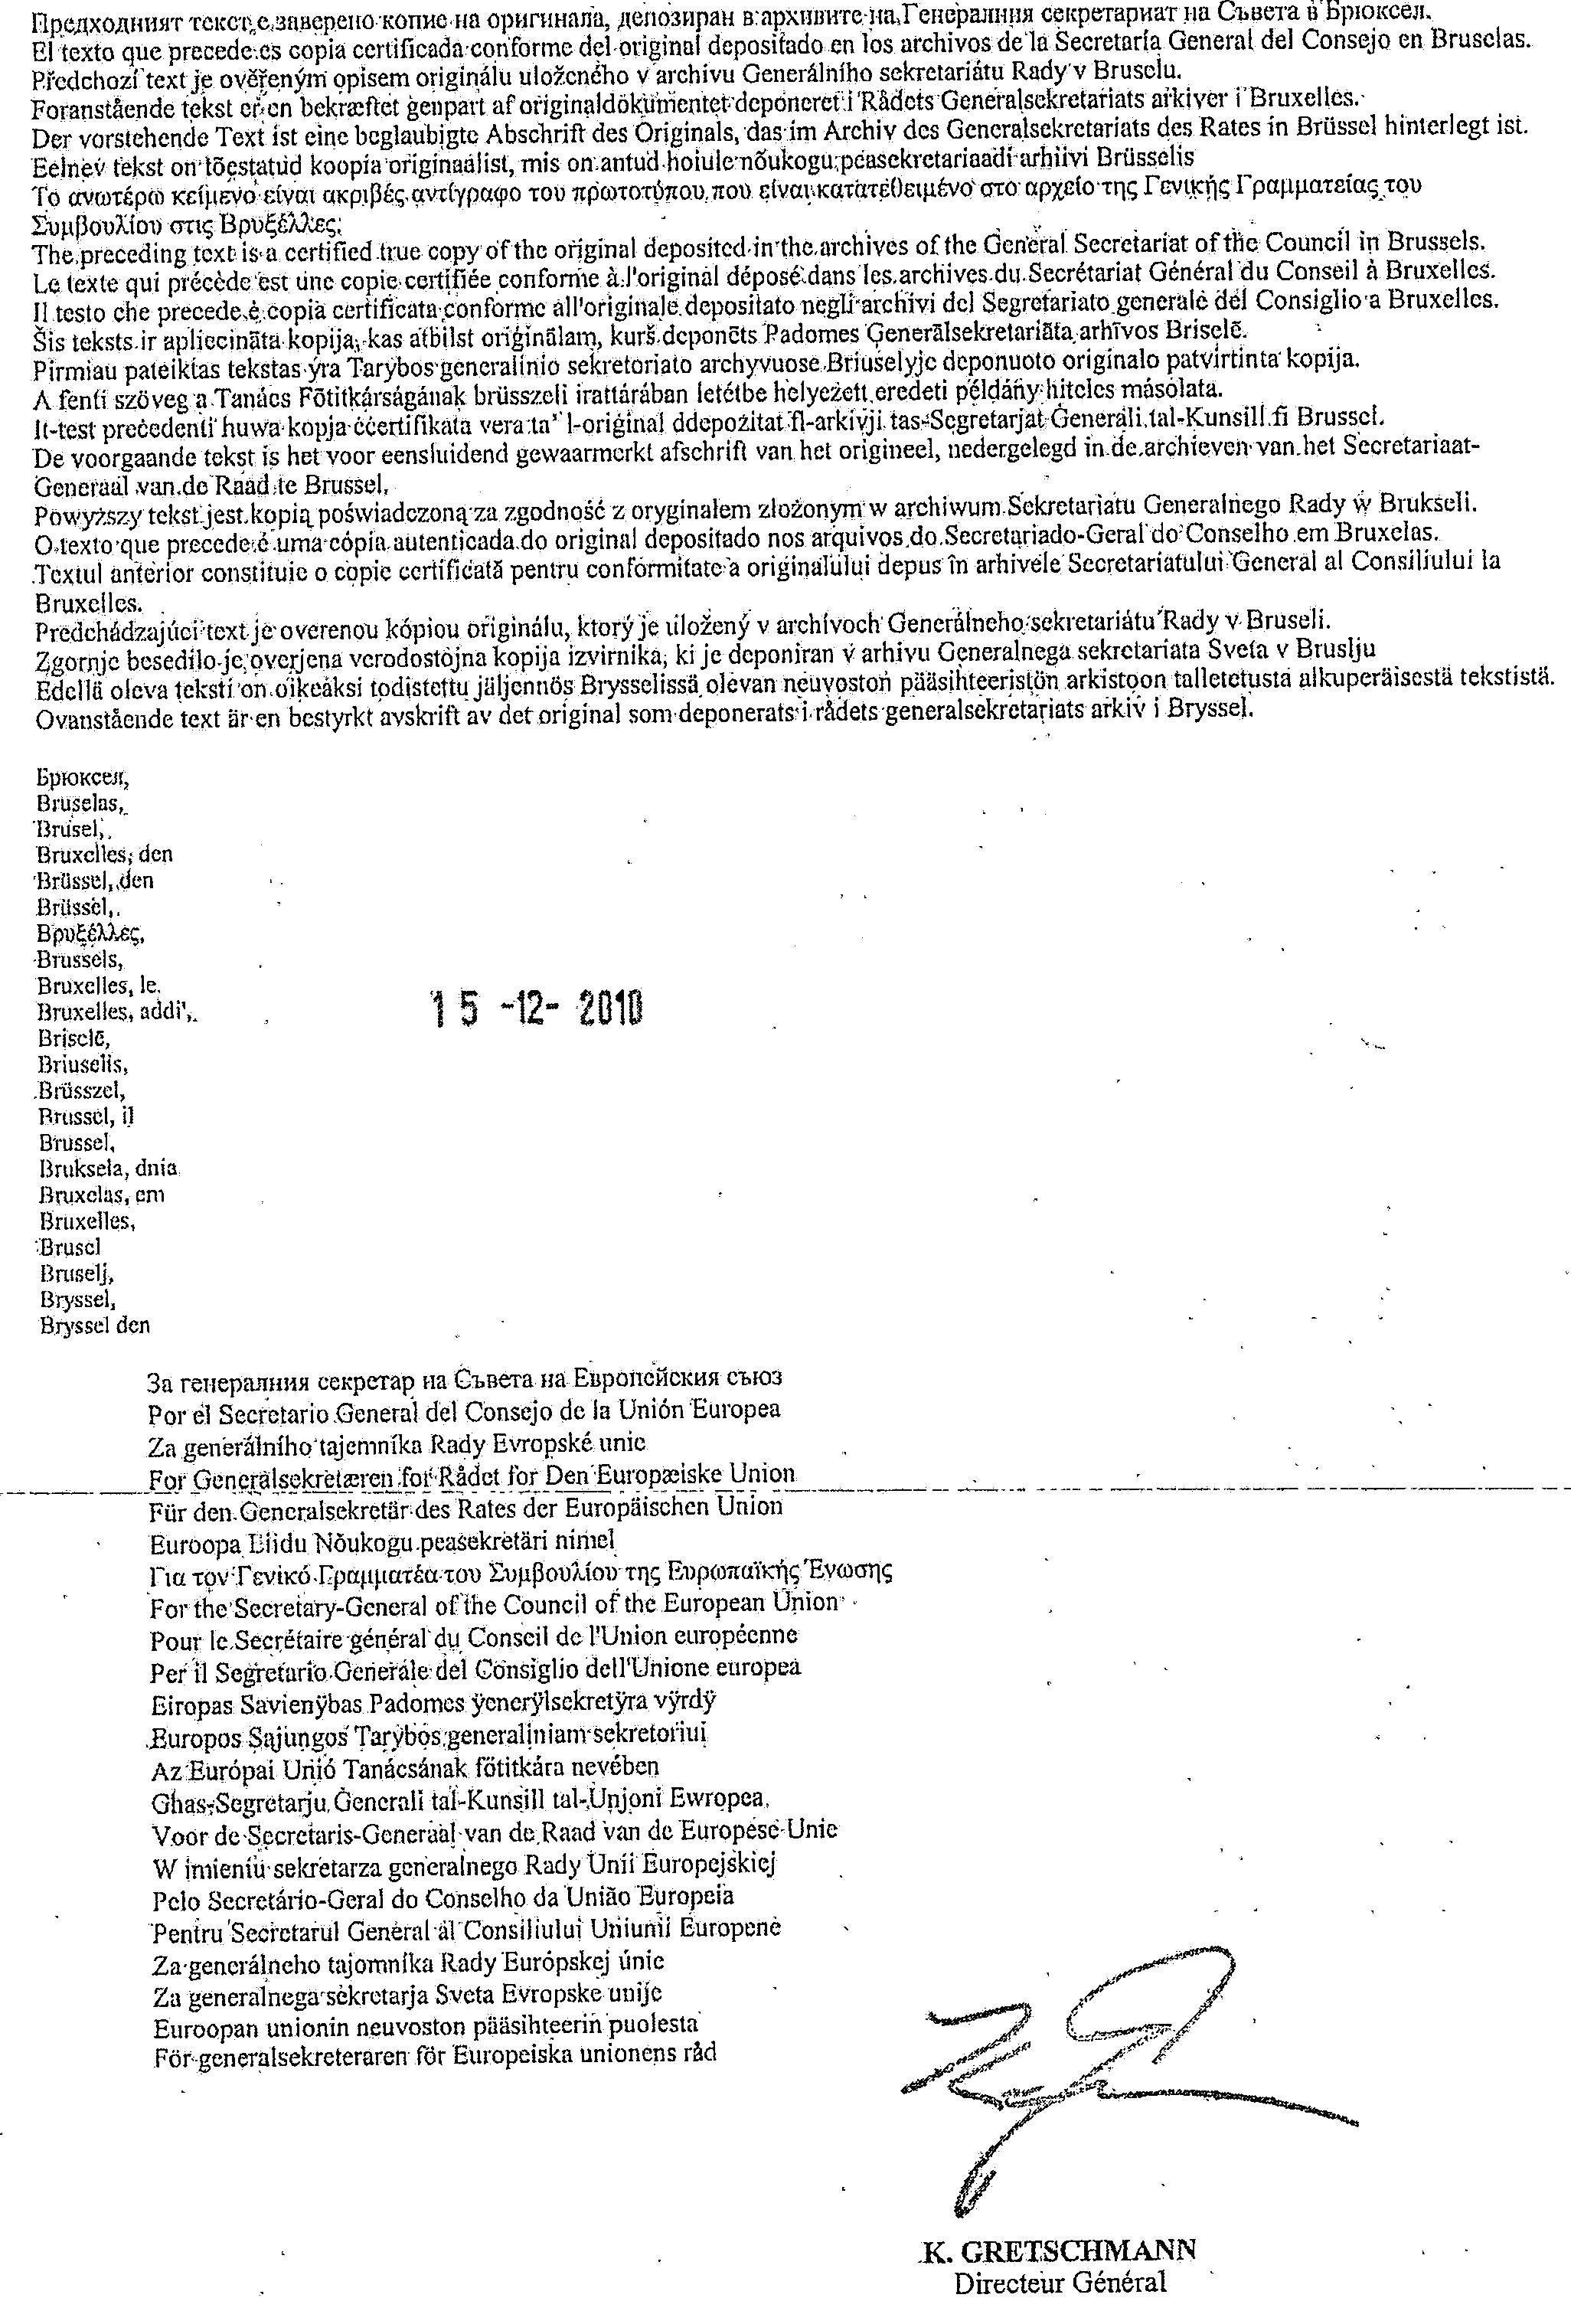 Предходният текст е заверено копие на оригинала, депозиран в архивите на Генералния секретариат на Съвета в Брюксел.
El texto que precede es copia certificada conforme del original depositado en los archivos de la Secretaría General del Consejo en Bruselas.
Předchozí text je ověřeným opisem originálu uloženého v archivu Generálního sekretariátu Rady v Bruselu.
Foranstående tekst er en bekræftet genpart af originaldokumentet deponeret i Rådets Generalsekretariats arkiver i Bruxelles.
Der vorstehende Text ist eine beglaubigte Abschrift des Originals, das im Archiv des Generalsekretariats des Rates in Brüssel hinterlegt ist.
Eelnev tekst on tõestatud koopia originaalist, mis on antud hoiule nõukogu peasekretariaadi arhiivi Brüsselis
Το ανωτέρω κείμενο είναι ακριβές αντίγραφο του πρωτοτύπου που είναι κατατεθειμένο στο αρχείο της Γενικής Γραμματείας του
Συμβουλίου στις Βρυξέλλες.
The preceding text is a certified true copy of the original deposited in the archives of the General Secretariat of the Council in Brussels.
Le texte qui précède est une copie certifiée conforme à l'original déposé dans les archives du Secrétariat Général du Conseil à Bruxelles.
Il testo che precede è copia certificata conforme all'originale depositato negli archivi del Segretariato generale del Consiglio a Bruxelles.
Šis teksts ir apliecināta kopija, kas atbilst oriģinālam, kurš deponēts Padomes Ģenerālsekretariāta arhīvos Briselē.
Pirmiau pateiktas tekstas yra Tarybos generalinio sekretoriato archyvuose Briuselyje deponuoto originalo patvirtinta kopija.
A fenti szöveg a Tanács Főtitkárságának brüsszeli irattárában letétbe helyezett eredeti példány hiteles másolata.
It-test preċedenti huwa kopja ċċertifikata vera ta' l-oriġinal ddepożitat fl-arkivji tas-Segretarjat Ġenerali tal-Kunsill fi Brussel.
De voorgaande tekst is het voor eensluidend gewaarmerkt afschrift van het origineel, nedergelegd in de archieven van het Secretariaat-
Generaal van de Raad te Brussel.
Powyższy tekst jest kopią poświadczoną za zgodność z oryginałem złożonym w archiwum Sekretariatu Generalnego Rady w Brukseli.
O texto que precede é uma cópia autenticada do original depositado nos arquivos do Secretariado-Geral do Conselho em Bruxelas.
Textul anterior constituie o copie certificată pentru conformitate a originalului depus în arhivele Secretariatului General al Consiliului la
Bruxelles.
Predchádzajúci text je overenou kópiou originálu, ktorý je uložený v archívoch Generálneho sekretariátu Rady v Bruseli.
Zgornje besedilo je overjena verodostojna kopija izvirnika, ki je deponiran v arhivu Generalnega sekretariata Sveta v Bruslju
Edellä oleva teksti on oikeaksi todistettu jäljennös Brysselissä olevan neuvoston pääsihteeristön arkistoon talletetusta alkuperäisestä tekstistä.
Ovanstående text är en bestyrkt avskrift av det original som deponerats i rådets generalsekretariats arkiv i Bryssel.
Брюксел,
Bruselas,
Brusel,
Bruxelles, den
Brüssel, den
Brüssel,
Βρυξέλλες,
Brussels,
Bruxelles, le
Bruxelles, addì',
Briselē,
Briuselis,
Brüsszel,
Brussel, il
Brussel,
Bruksela, dnia
Bruxelas, em
Bruxelles,
Brusel
Bruselj,
Bryssel,
Bryssel den
15 -12- 2010
За генералния секретар на Съвета на Европейския съюз
Por el Secretario General del Consejo de la Unión Europea
Za generálního tajemníka Rady Evropské unie
For Generalsekretæren for Rådet for Den Europæiske Union
Für den Generalsekretär des Rates der Europäischen Union
Euroopa Liidu Nõukogu peasekretäri nimel
Για τον Γενικό Γραμματέα του Συμβουλίου της Ευρωπαϊκής Ένωσης
For the Secretary-General of the Council of the European Union
Pour le Secrétaire général du Conseil de l'Union européenne
Per il Segretario Generale del Consiglio dell'Unione europea
Eiropas Savienÿbas Padomes ÿenerÿlsekretÿra vÿrdÿ
Europos Sąjungos Tarybos generaliniam sekretoriui
Az Európai Unió Tanácsának főtitkára nevében
Għas-Segretarju Ġenerali tal-Kunsill tal-Unjoni Ewropea
Voor de Secretaris-Generaal van de Raad van de Europese Unie
W imieniu sekretarza generalnego Rady Unii Europejskiej
Pelo Secretário-Geral do Conselho da União Europeia
Pentru Secretarul General al Consiliului Uniunii Europene
Za generálneho tajomníka Rady Európskej únie
Za generalnega sekretarja Sveta Evropske unije
Euroopan unionin neuvoston pääsihteerin puolesta
För generalsekreteraren för Europeiska unionens råd
K. GRETSCHMANN
Directeur Général